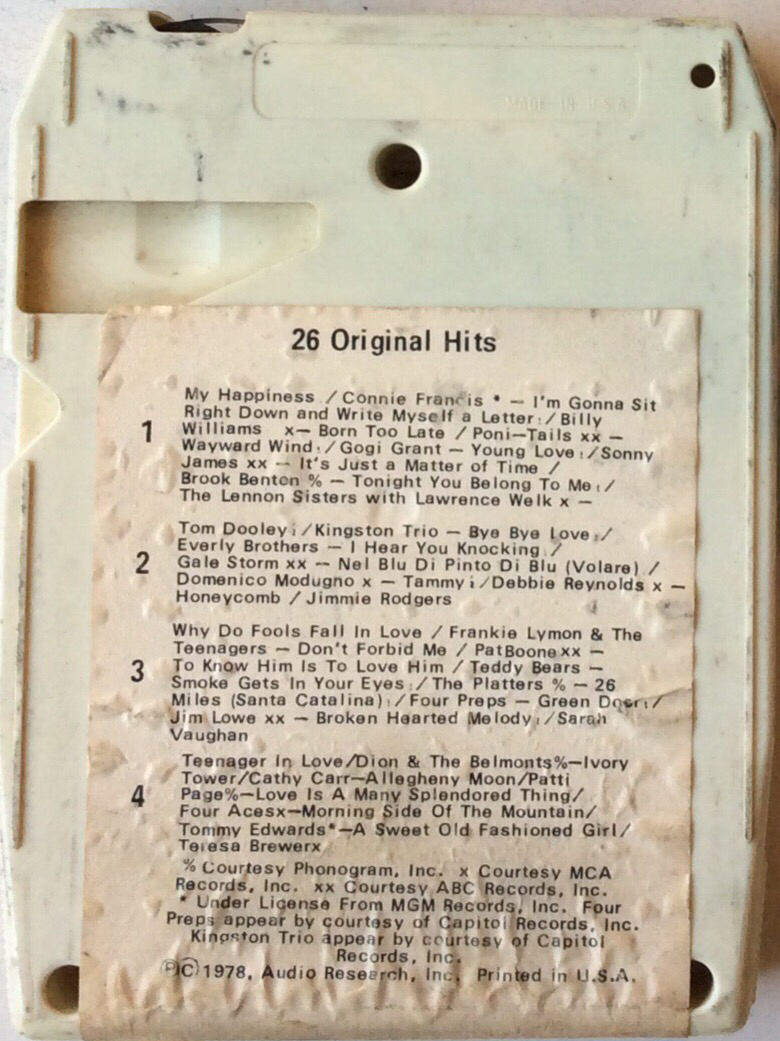 MADE IN U.S.A.
26 Original Hits
1
My Happiness / Connie Francis * — I'm Gonna Sit
Right Down and Write Myself a Letter / Billy
Williams x— Born Too Late / Poni—Tails xx —
Wayward Wind / Gogi Grant — Young Love / Sonny
James xx — It's Just a Matter of Time /
Brook Benton % — Tonight You Belong To Me /
The Lennon Sisters with Lawrence Welk x —
2
Tom Dooley / Kingston Trio — Bye Bye Love /
Everly Brothers — I Hear You Knocking /
Gale Storm xx — Nel Blu Di Pinto Di Blu (Volare) /
Domenico Modugno x — Tammy / Debbie Reynolds x —
Honeycomb / Jimmie Rodgers
3
Why Do Fools Fall In Love / Frankie Lymon & The
Teenagers — Don't Forbid Me / Pat Boone xx —
To Know Him Is To Love Him / Teddy Bears —
Smoke Gets In Your Eyes / The Platters % — 26
Miles (Santa Catalina) / Four Preps — Green Door /
Jim Lowe xx — Broken Hearted Melody / Sarah
Vaughan
4
Teenager In Love/Dion & The Belmonts%—Ivory
Tower/Cathy Carr—Allegheny Moon/Patti
Page%—Love Is A Many Splendored Thing/
Four Acesx—Morning Side Of The Mountain/
Tommy Edwards*—A Sweet Old Fashioned Girl/
Teresa Brewerx
% Courtesy Phonogram, Inc. x Courtesy MCA
Records, Inc. xx Courtesy ABC Records, Inc.
* Under License From MGM Records, Inc. Four
Preps appear by courtesy of Capitol Records, Inc.
Kingston Trio appear by courtesy of Capitol
Records, Inc.
ⓅⒸ1978, Audio Research, Inc. Printed in U.S.A.